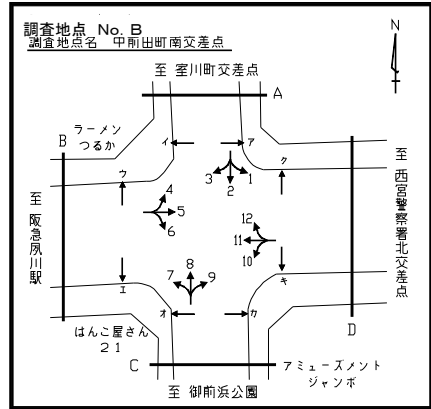 調査地点 No. B
調査地点名 中前田町南交差点
N
至 室川町交差点
A
B
ラーメン
つるか
イ
ア
ク
ウ
3
2
1
4
5
6
12
11
10
7
8
9
エ
オ
カ
キ
至 阪急夙川駅
至 西宮警察署北交差点
はんこ屋さん
21
C
D
アミューズメント
ジャンボ
至 御前浜公園